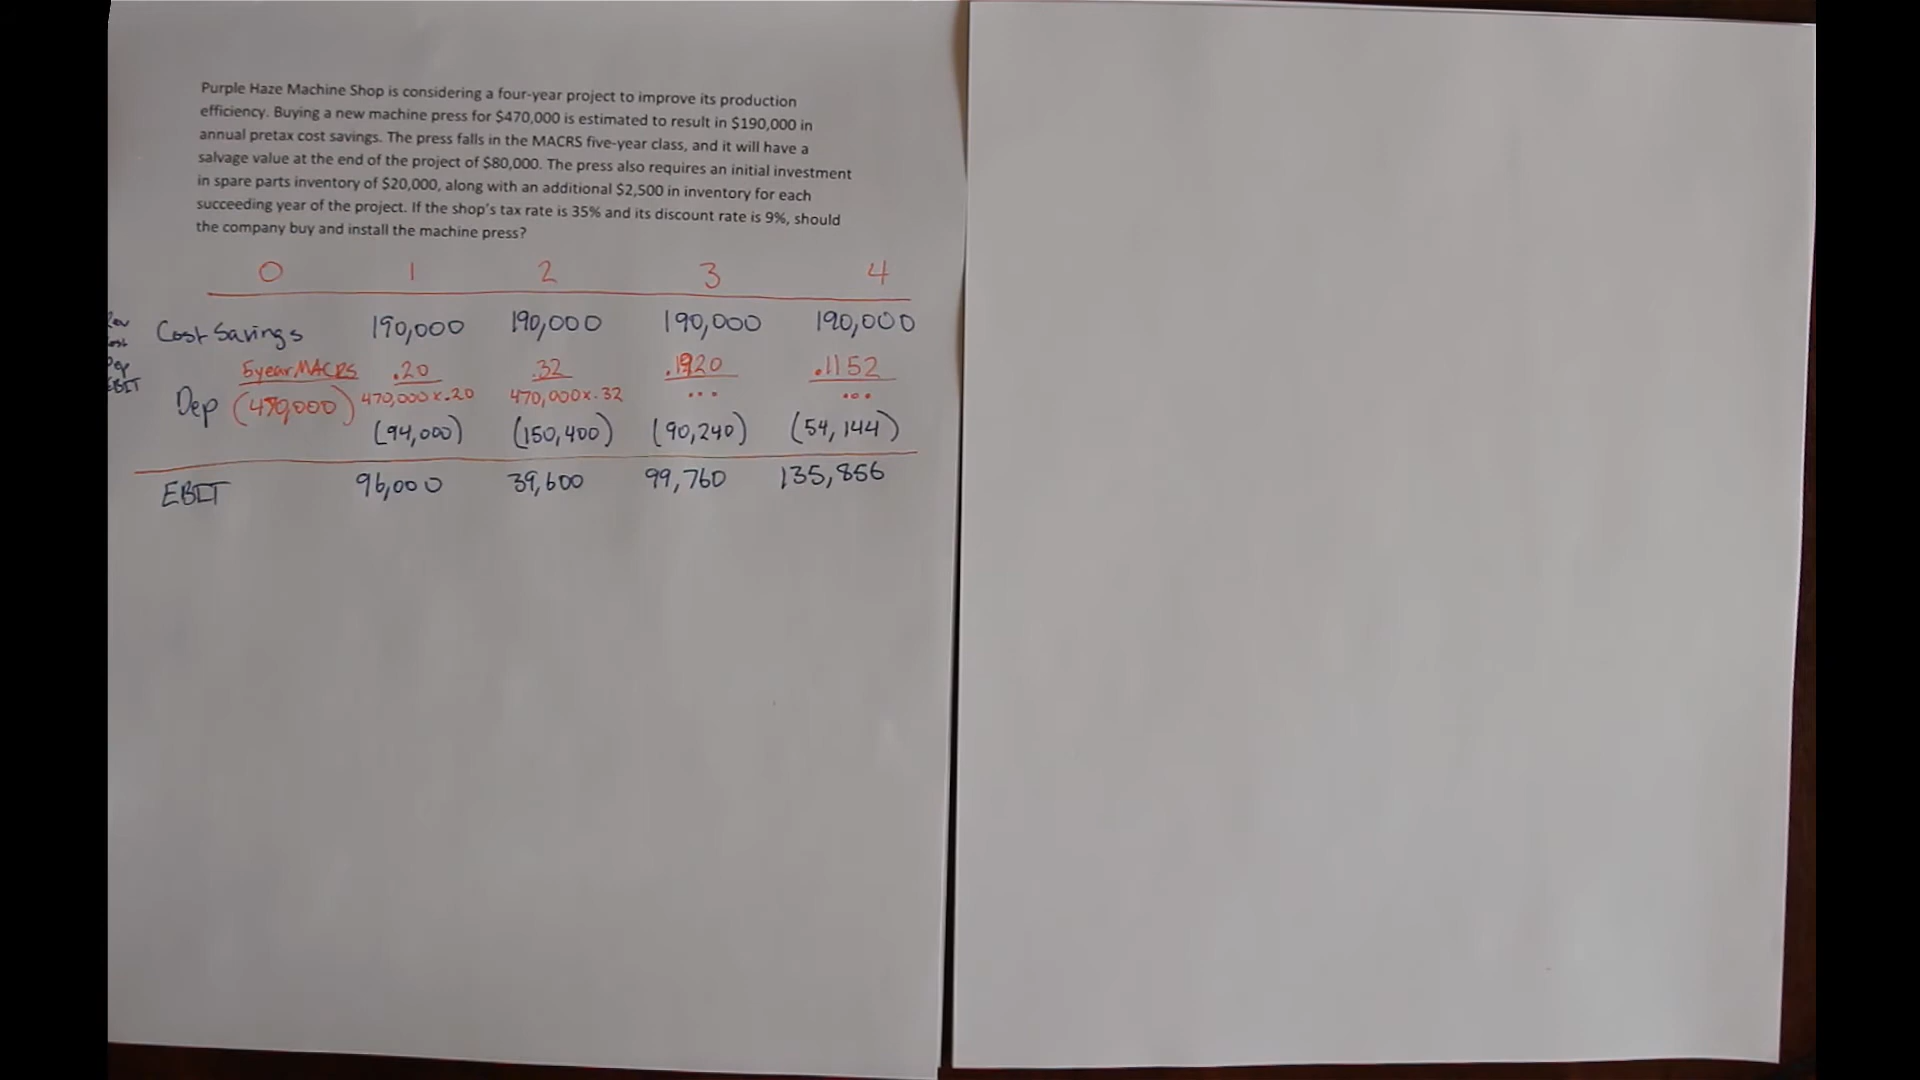 Purple Haze Machine Shop is considering a four-year project to improve its production
efficiency. Buying a new machine press for $470,000 is estimated to result in $190,000 in
annual pretax cost savings. The press falls in the MACRS five-year class, and it will have a
salvage value at the end of the project of $80,000. The press also requires an initial investment
in spare parts inventory of $20,000, along with an additional $2,500 in inventory for each
succeeding year of the project. If the shop's tax rate is 35% and its discount rate is 9%, should
the company buy and install the machine press?
0 1 2 3 4
Cost Savings 190,000 190,000 190,000 190,000
5 year MACRS .20 .32 .1920 .1152
Dep (470,000) 470,000 x .20 470,000 x .32 ... ...
(94,000) (150,400) (90,240) (54,144)
EBIT
EBIT 96,000 39,600 99,760 135,856